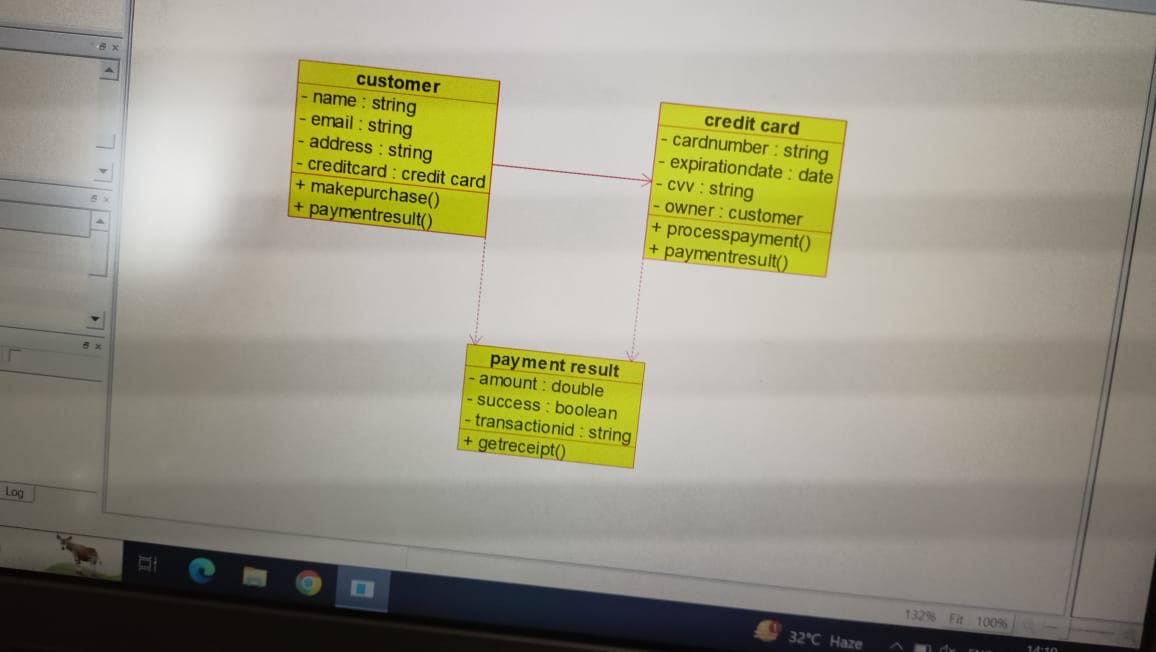 customer
- name : string
- email : string
- address : string
- creditcard : credit card
+ makepurchase()
+ paymentresult()
credit card
- cardnumber : string
- expirationdate : date
- cvv : string
- owner : customer
+ processpayment()
+ paymentresult()
payment result
- amount : double
- success : boolean
- transactionid : string
+ getreceipt()
Log
132% Fit 100%
32°C Haze